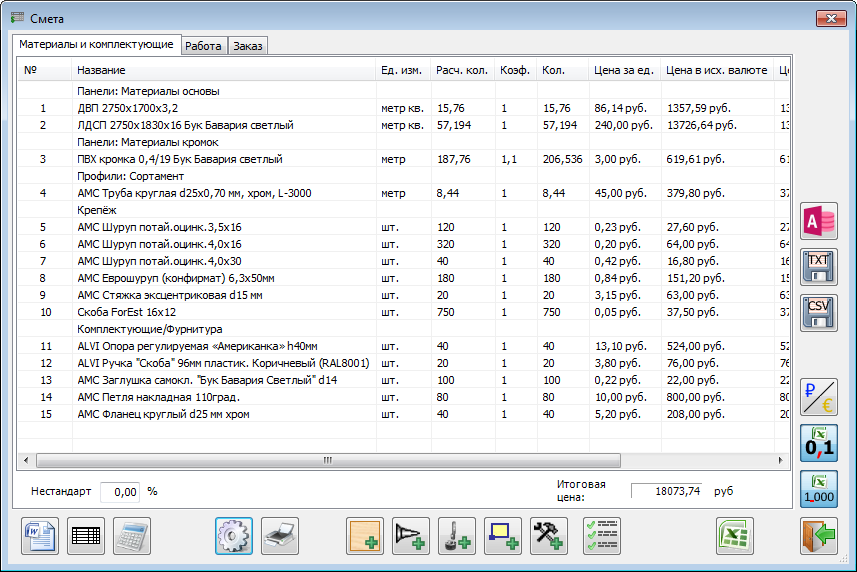 Смета
Материалы и комплектующие Работа Заказ
№ Название Ед. изм. Расч. кол. Коэф. Кол. Цена за ед. Цена в исх. валюте Це
Панели: Материалы основы
1 ДВП 2750x1700x3,2 метр кв. 15,76 1 15,76 86,14 руб. 1357,59 руб. 13
2 ЛДСП 2750x1830x16 Бук Бавария светлый метр кв. 57,194 1 57,194 240,00 руб. 13726,64 руб. 13
Панели: Материалы кромок
3 ПВХ кромка 0,4/19 Бук Бавария светлый метр 187,76 1,1 206,536 3,00 руб. 619,61 руб. 61
Профили: Сортамент
4 АМС Труба круглая d25x0,70 мм, хром, L-3000 метр 8,44 1 8,44 45,00 руб. 379,80 руб. 37
Крепёж
5 АМС Шуруп потай.оцинк.3,5x16 шт. 120 1 120 0,23 руб. 27,60 руб. 27
6 АМС Шуруп потай.оцинк.4,0x16 шт. 320 1 320 0,20 руб. 64,00 руб. 64
7 АМС Шуруп потай.оцинк.4,0x30 шт. 40 1 40 0,42 руб. 16,80 руб. 16
8 АМС Еврошуруп (конфирмат) 6,3x50мм шт. 180 1 180 0,84 руб. 151,20 руб. 15
9 АМС Стяжка эксцентриковая d15 мм шт. 20 1 20 3,15 руб. 63,00 руб. 63
10 Скоба ForEst 16x12 шт. 750 1 750 0,05 руб. 37,50 руб. 37
Комплектующие/Фурнитура
11 ALVI Опора регулируемая «Американка» h40мм шт. 40 1 40 13,10 руб. 524,00 руб. 52
12 ALVI Ручка "Скоба" 96мм пластик. Коричневый (RAL8001) шт. 20 1 20 3,80 руб. 76,00 руб. 76
13 АМС Заглушка самокл. "Бук Бавария Светлый" d14 шт. 100 1 100 0,22 руб. 22,00 руб. 22
14 АМС Петля накладная 110град. шт. 80 1 80 10,00 руб. 800,00 руб. 80
15 АМС Фланец круглый d25 мм хром шт. 40 1 40 5,20 руб. 208,00 руб. 20
Нестандарт 0,00 % Итоговая
цена: 18073,74 руб
A
TXT
CSV
₽/€
0,1
1,000